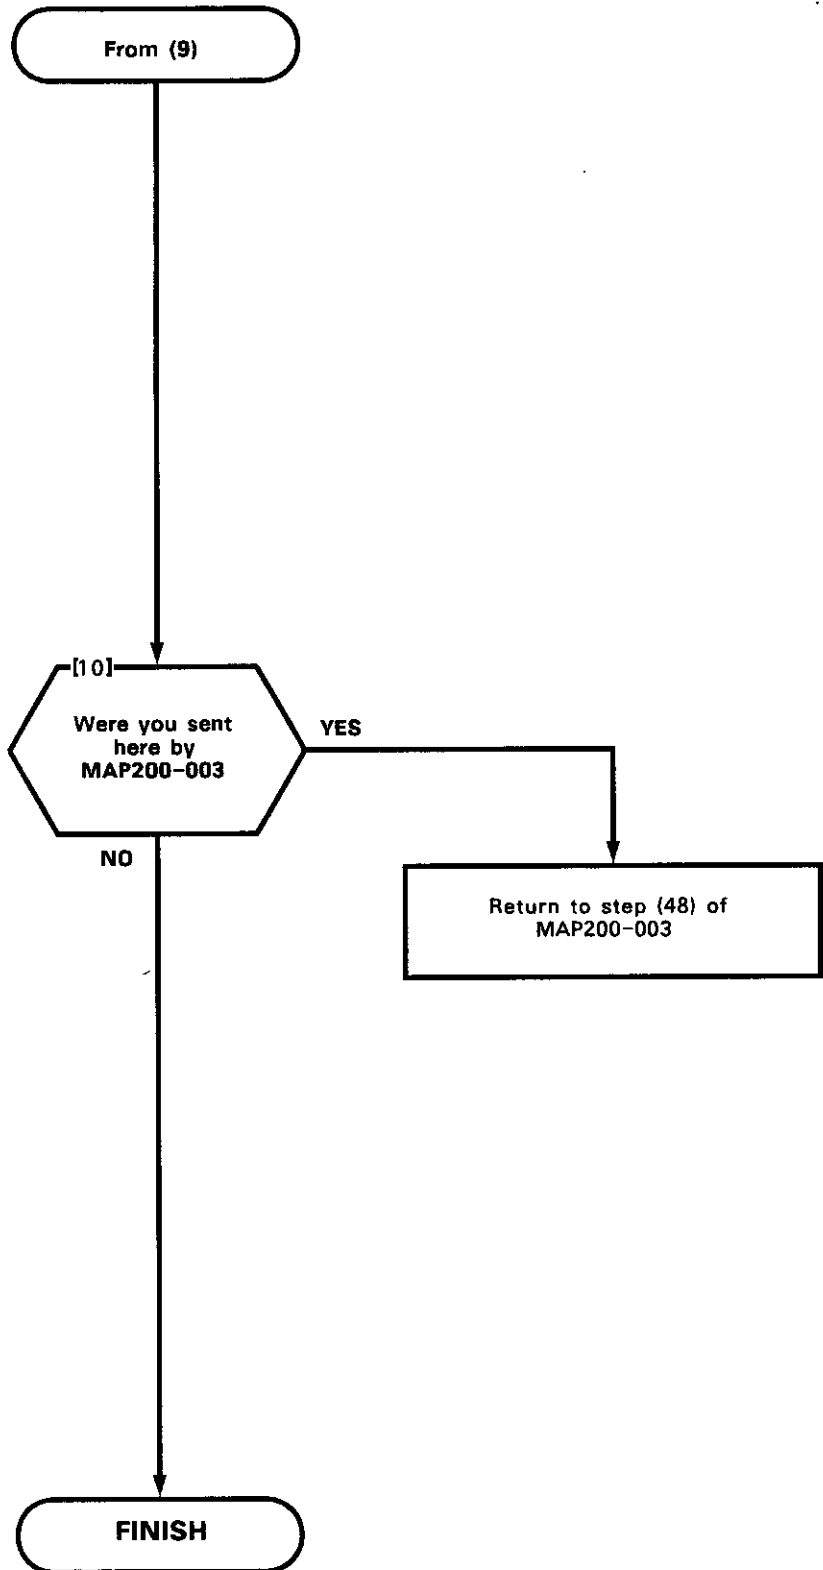 From (9)
[10]
Were you sent
here by
MAP200-003
YES
NO
Return to step (48) of
MAP200-003
FINISH